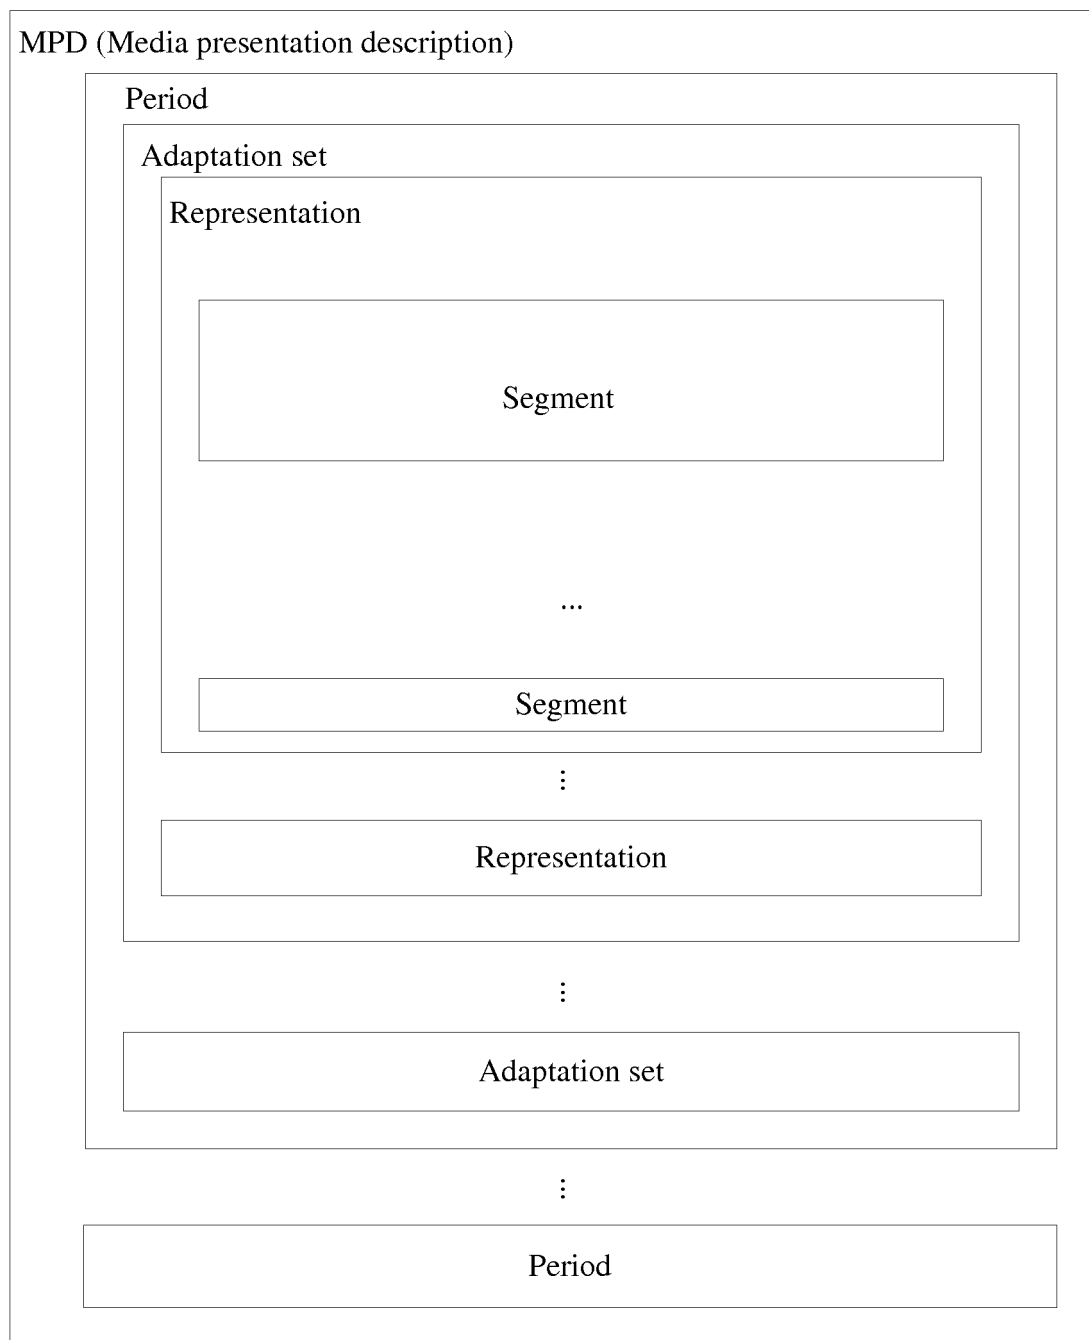 MPD (Media presentation description)
Period
Adaptation set
Representation
Segment
...
Segment
...
Representation
...
Adaptation set
...
Period